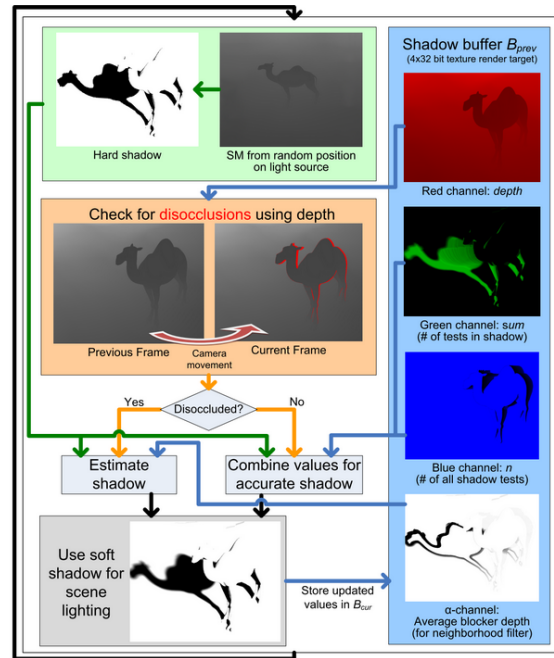 Hard shadow
SM from random position
on light source
Shadow buffer Bprev
(4x32 bit texture render target)
Red channel: depth
Check for disocclusions using depth
Previous Frame
Camera
movement
Current Frame
Green channel: sum
(# of tests in shadow)
Yes
Disoccluded?
No
Blue channel: n
(# of all shadow tests)
Estimate
shadow
Combine values for
accurate shadow
Use soft
shadow for
scene
lighting
Store updated
values in Bcur
α-channel:
Average blocker depth
(for neighborhood filter)